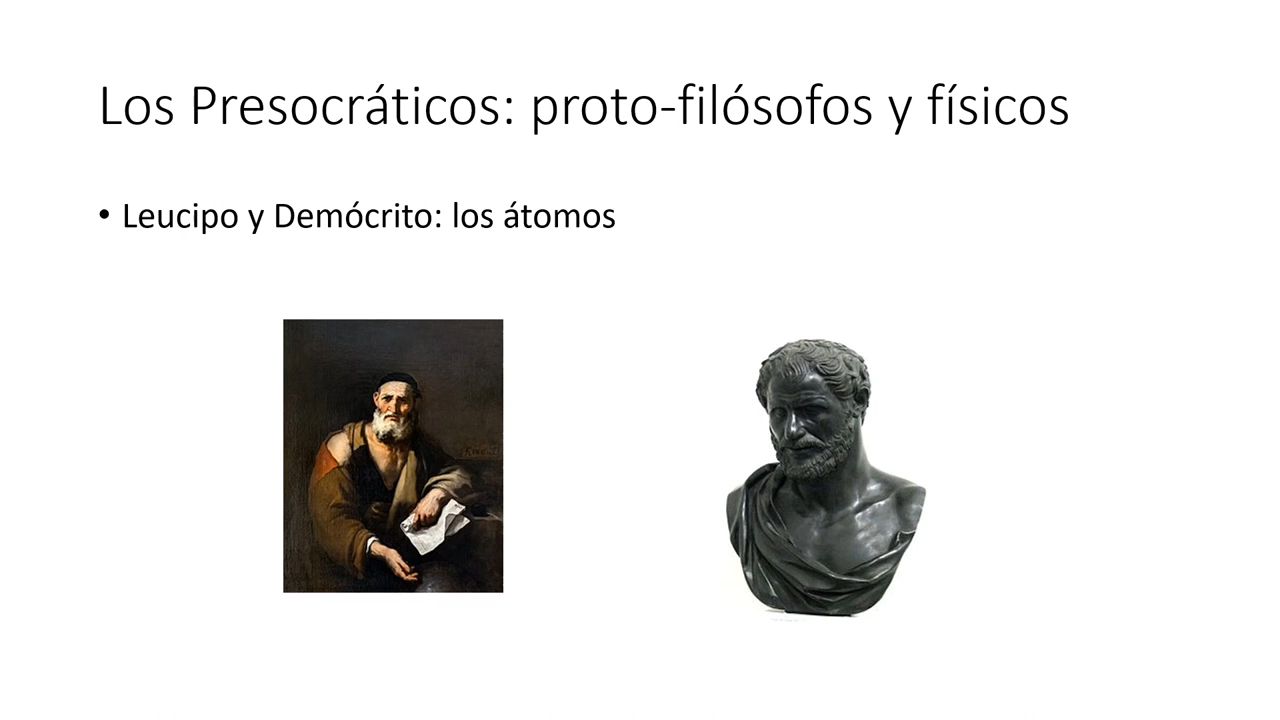 Los Presocráticos: proto-filósofos y físicos
• Leucipo y Demócrito: los átomos